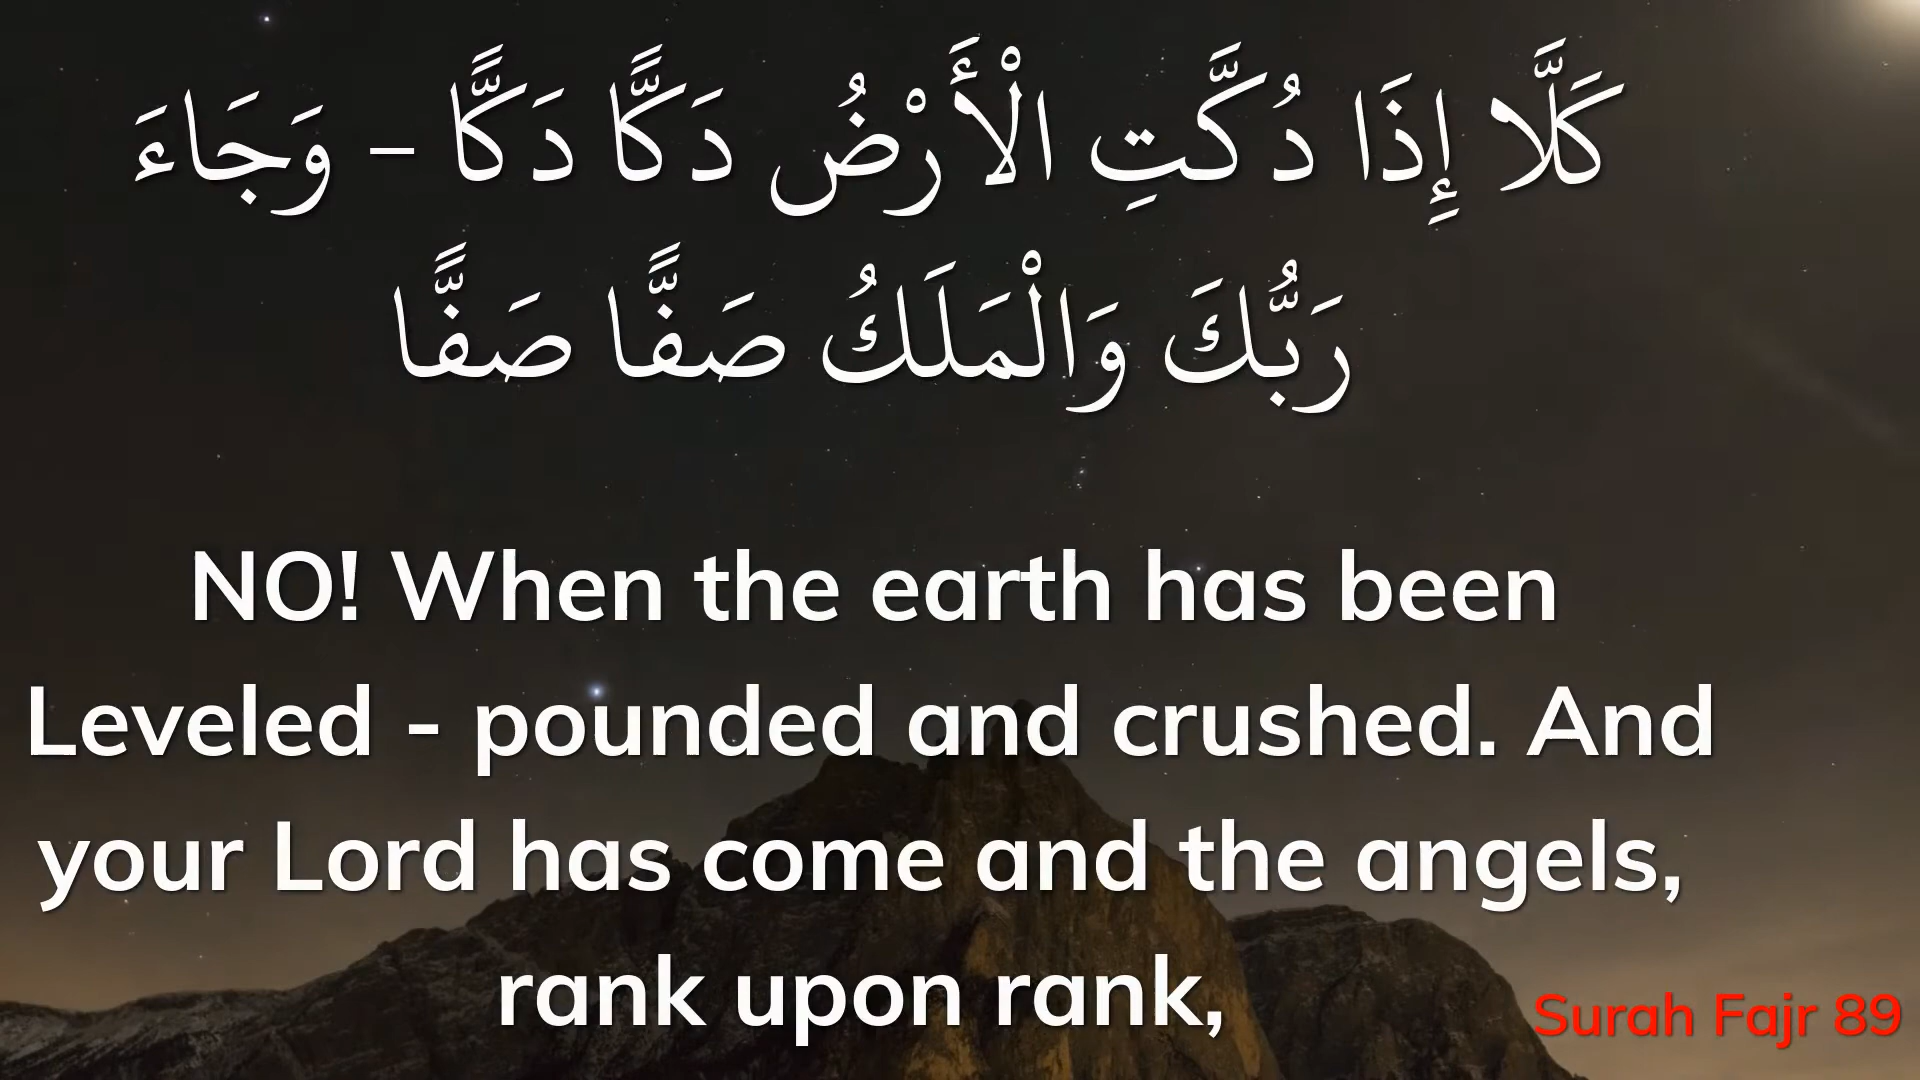 كَلَّا إِذَا دُكَّتِ الْأَرْضُ دَكًّا دَكًّا – وَجَاءَ
رَبُّكَ وَالْمَلَكُ صَفًّا صَفًّا
NO! When the earth has been
Leveled - pounded and crushed. And
your Lord has come and the angels,
rank upon rank,
Surah Fajr 89